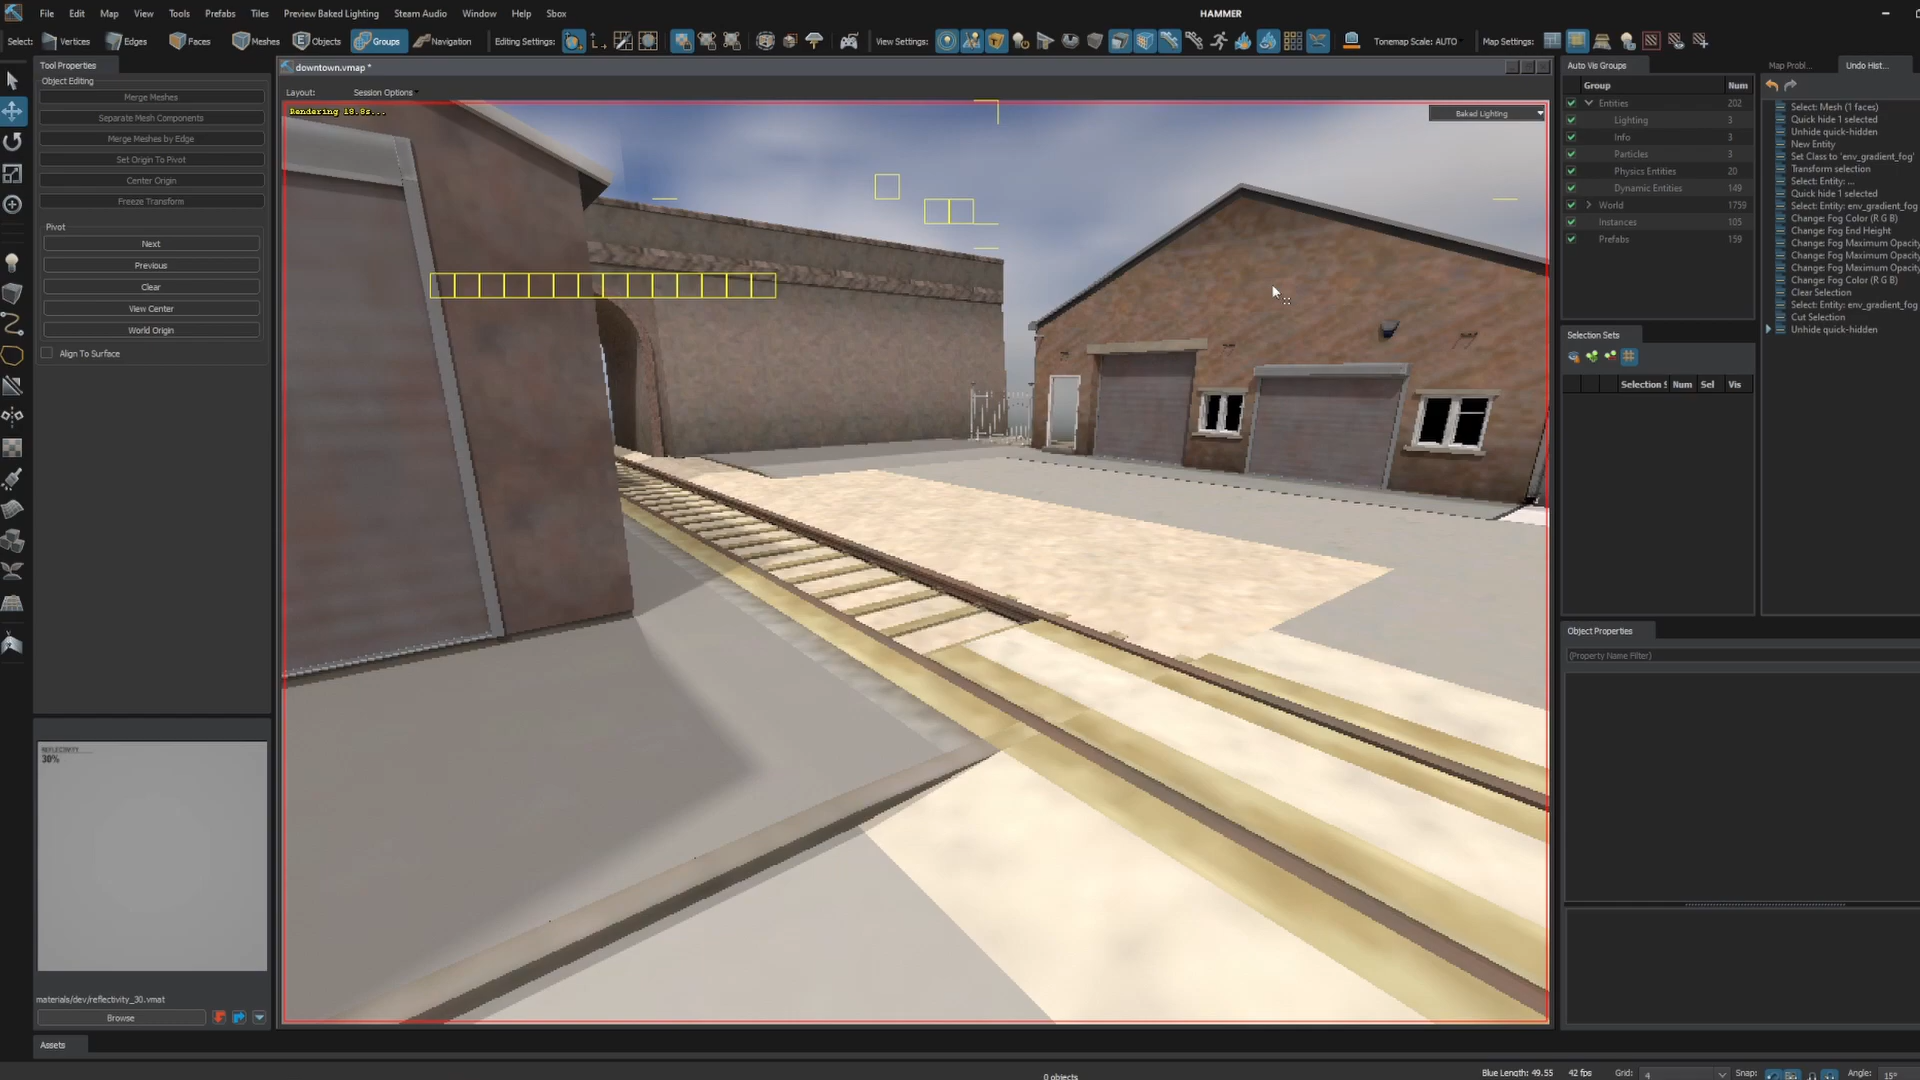 File Edit Map View Tools Prefabs Tiles Preview Baked Lighting Steam Audio Window Help Sbox
HAMMER
Select: Vertices Edges Faces Meshes Objects Groups Navigation Editing Settings: View Settings: Tonemap Scale: AUTO Map Settings:
Tool Properties
Object Editing
Merge Meshes
Separate Mesh Components
Merge Meshes by Edge
Set Origin To Pivot
Center Origin
Freeze Transform
Pivot
Next
Previous
Clear
View Center
World Origin
Align To Surface
REFLECTIVITY
30%
materials/dev/reflectivity_30.vmat
Browse
Assets
downtown.vmap *
Layout: Session Options
Rendering 18.8s...
Baked Lighting
Auto Vis Groups
Group Num
Entities 202
Lighting 3
Info 3
Particles 3
Physics Entities 20
Dynamic Entities 149
World 1759
Instances 105
Prefabs 159
Selection Sets
Selection S Num Sel Vis
Map Probl... Undo Hist...
Select: Mesh (1 faces)
Quick hide 1 selected
Unhide quick-hidden
New Entity
Set Class to 'env_gradient_fog'
Transform selection
Select: Entity: ...
Quick hide 1 selected
Select: Entity: env_gradient_fog
Change: Fog Color (R G B)
Change: Fog End Height
Change: Fog Maximum Opacity
Change: Fog Maximum Opacity
Change: Fog Maximum Opacity
Change: Fog Color (R G B)
Clear Selection
Select: Entity: env_gradient_fog
Cut Selection
Unhide quick-hidden
Object Properties
(Property Name Filter)
0 objects
Blue Length: 49.55 42 fps Grid: 4 Snap: Angle: 15°